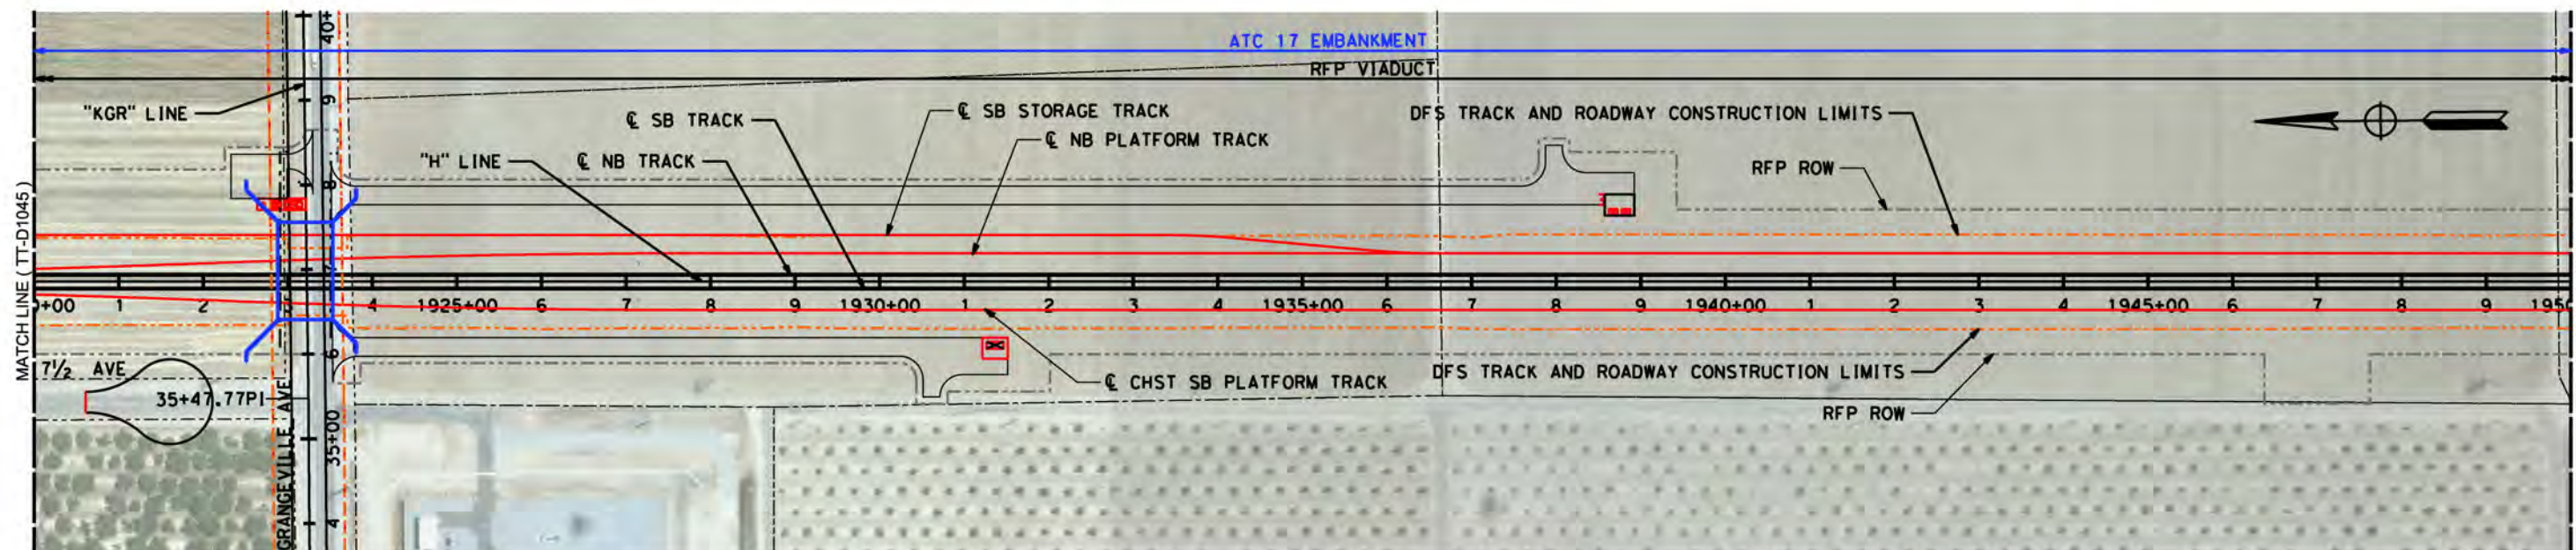 ATC 17 EMBANKMENT
RFP VIADUCT
40+
9
"KGR" LINE
℄ SB TRACK
℄ SB STORAGE TRACK
DFS TRACK AND ROADWAY CONSTRUCTION LIMITS
"H" LINE
℄ NB TRACK
℄ NB PLATFORM TRACK
RFP ROW
8
7
MATCH LINE (TT-D1045)
0+00 1 2 4 1925+00 6 7 8 9 1930+00 1 2 3 4 1935+00 6 7 8 9 1940+00 1 2 3 4 1945+00 6 7 8 9 1950
6
7½ AVE
℄ CHST SB PLATFORM TRACK
DFS TRACK AND ROADWAY CONSTRUCTION LIMITS
35+47.77PI
RFP ROW
35+00
GRANGEVILLE AVE
4